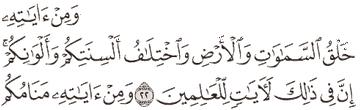 وَمِنْ ءَايَـٰتِهِۦ
خَلْقُ ٱلسَّمَـٰوَٰتِ وَٱلْأَرْضِ وَٱخْتِلَـٰفُ أَلْسِنَتِكُمْ وَأَلْوَٰنِكُمْ ۚ
إِنَّ فِى ذَٰلِكَ لَـَٔايَـٰتٍ لِّلْعَـٰلِمِينَ ٢٢ وَمِنْ ءَايَـٰتِهِۦ مَنَامُكُم